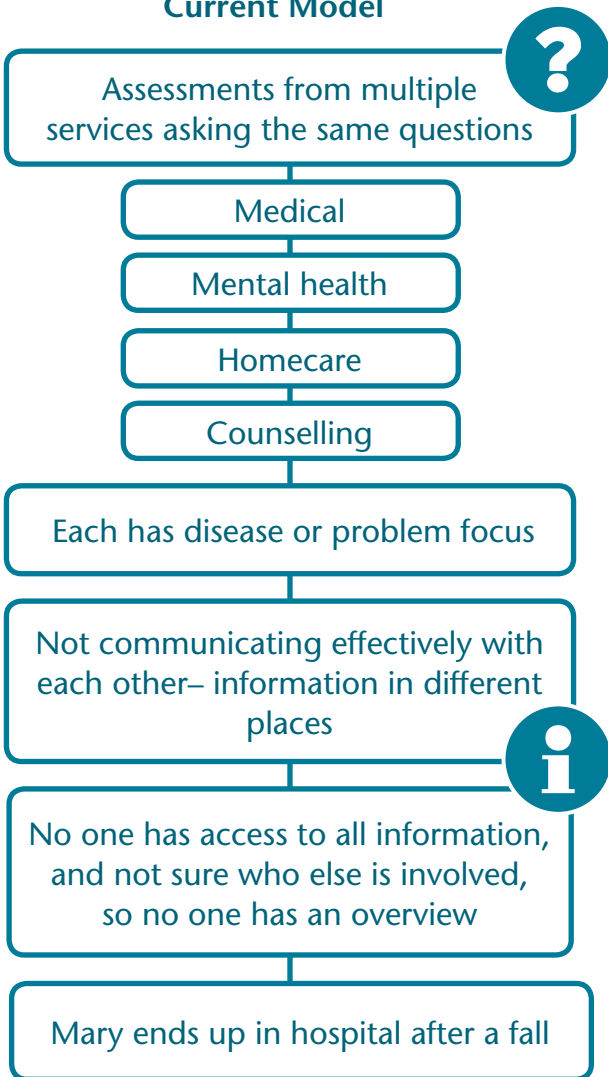 Current Model
?
Assessments from multiple
services asking the same questions
Medical
Mental health
Homecare
Counselling
Each has disease or problem focus
Not communicating effectively with
each other– information in different
places
i
No one has access to all information,
and not sure who else is involved,
so no one has an overview
Mary ends up in hospital after a fall